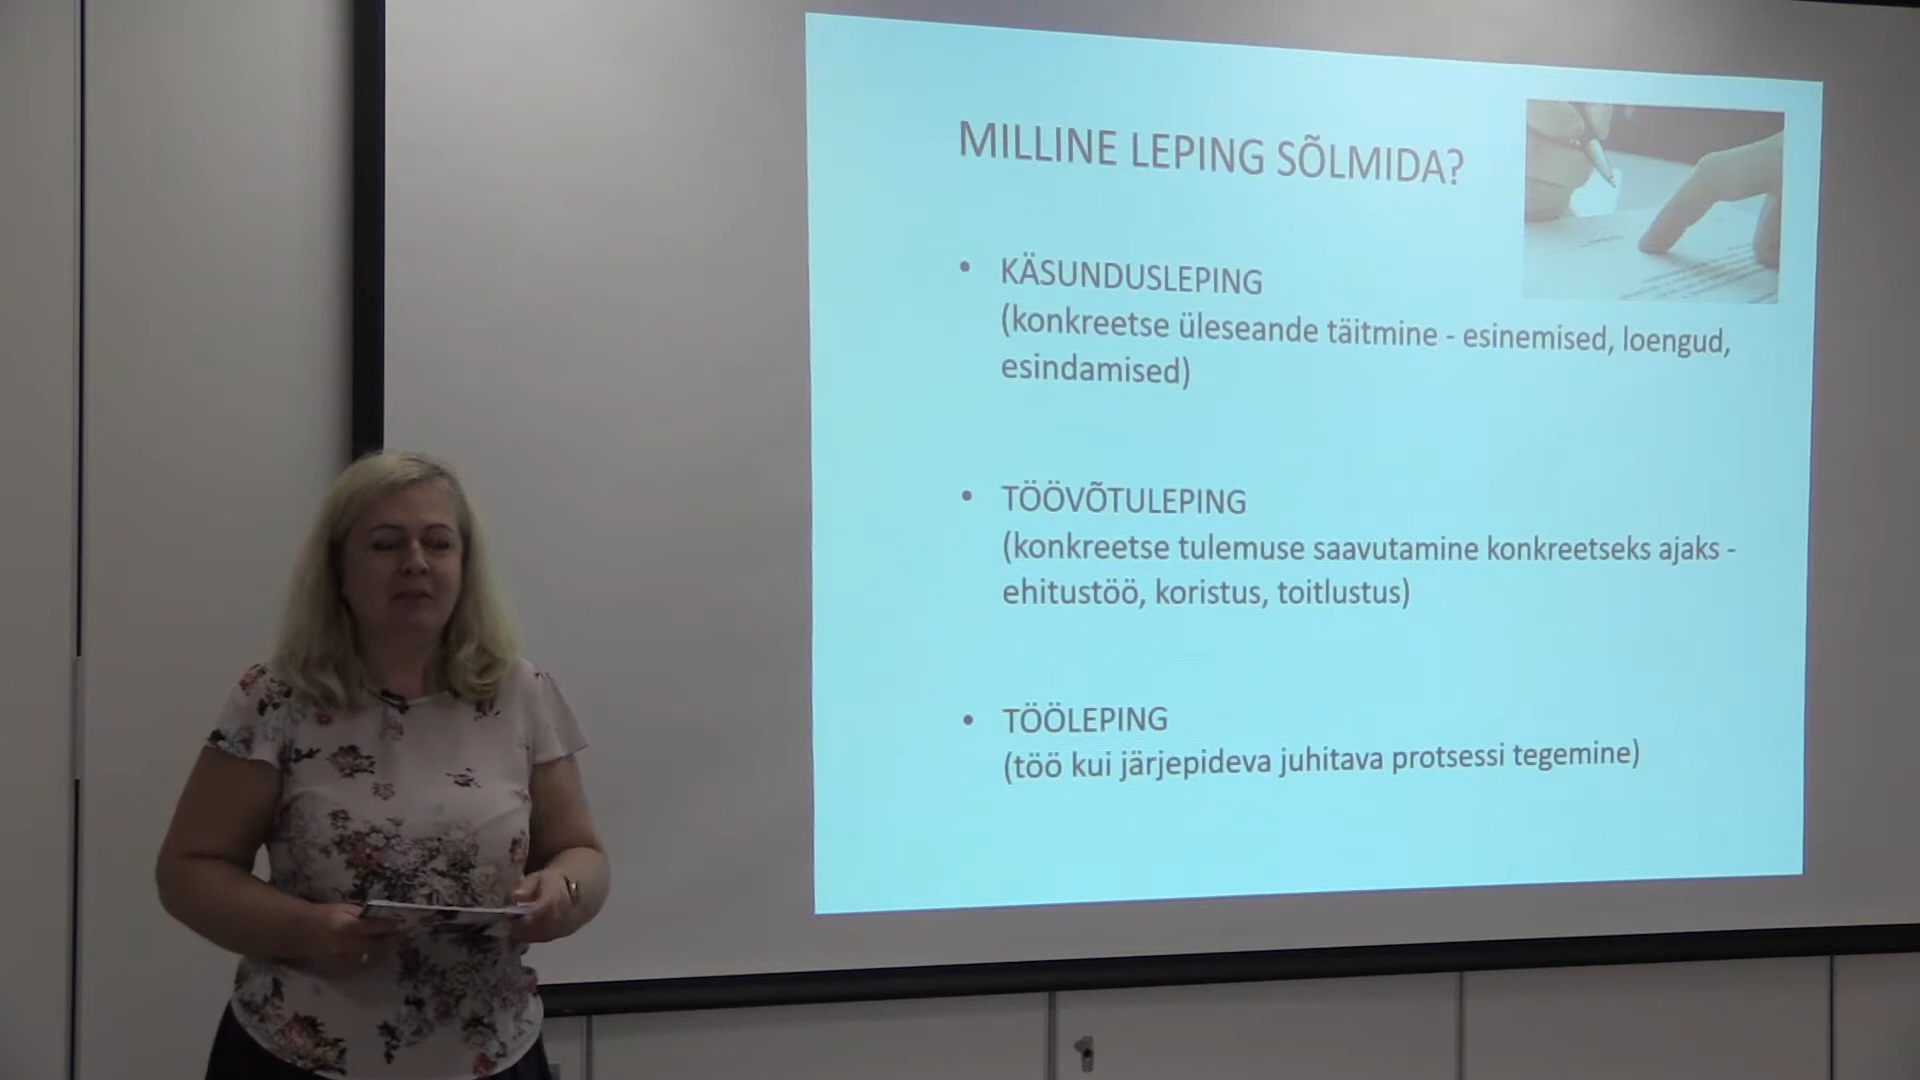 MILLINE LEPING SÕLMIDA?
• KÄSUNDUSLEPING
(konkreetse üleseande täitmine - esinemised, loengud,
esindamised)
• TÖÖVÕTULEPING
(konkreetse tulemuse saavutamine konkreetseks ajaks -
ehitustöö, koristus, toitlustus)
• TÖÖLEPING
(töö kui järjepideva juhitava protsessi tegemine)